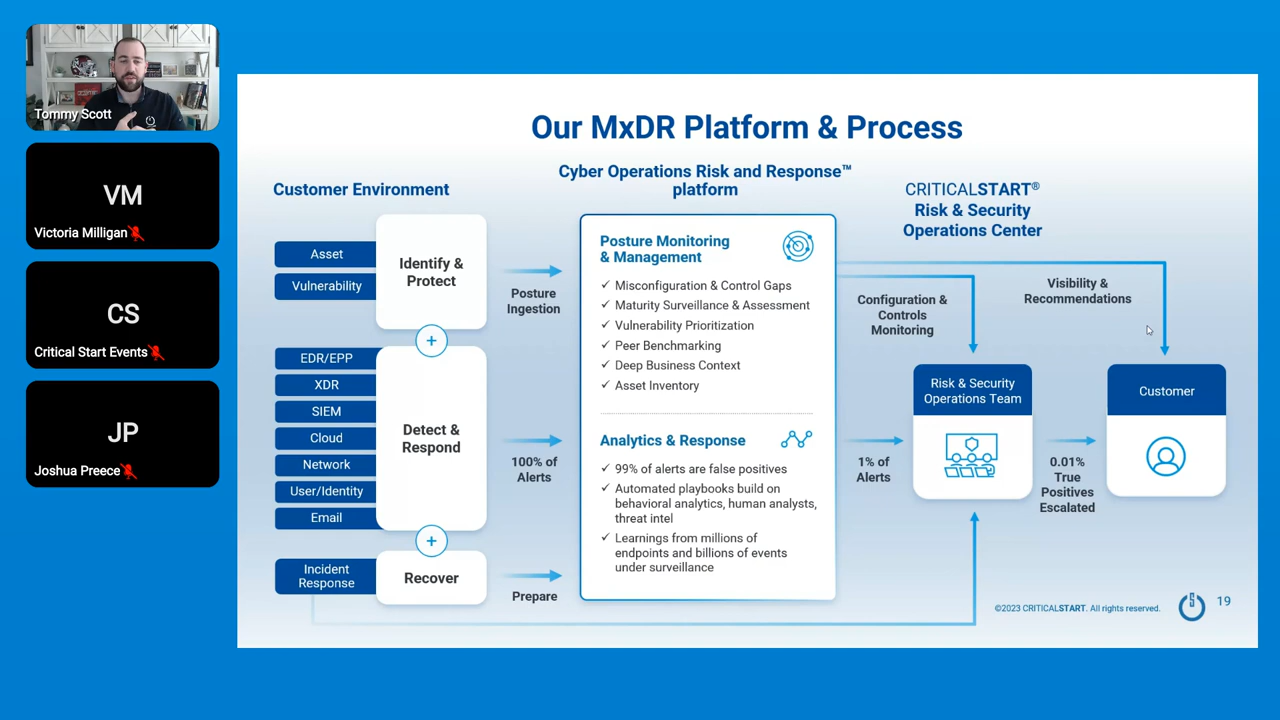 Tommy Scott
VM
Victoria Milligan
CS
Critical Start Events
JP
Joshua Preece
Our MxDR Platform & Process
Customer Environment
Cyber Operations Risk and Response™
platform
CRITICALSTART®
Risk & Security
Operations Center
Asset
Vulnerability
Identify &
Protect
+
EDR/EPP
XDR
SIEM
Cloud
Network
User/Identity
Email
Detect &
Respond
+
Incident
Response
Recover
Posture
Ingestion
100% of
Alerts
Prepare
Posture Monitoring
& Management
✓ Misconfiguration & Control Gaps
✓ Maturity Surveillance & Assessment
✓ Vulnerability Prioritization
✓ Peer Benchmarking
✓ Deep Business Context
✓ Asset Inventory
Analytics & Response
✓ 99% of alerts are false positives
✓ Automated playbooks build on
behavioral analytics, human analysts,
threat intel
✓ Learnings from millions of
endpoints and billions of events
under surveillance
Configuration &
Controls
Monitoring
Visibility &
Recommendations
1% of
Alerts
Risk & Security
Operations Team
0.01%
True
Positives
Escalated
Customer
©2023 CRITICALSTART. All rights reserved.
19